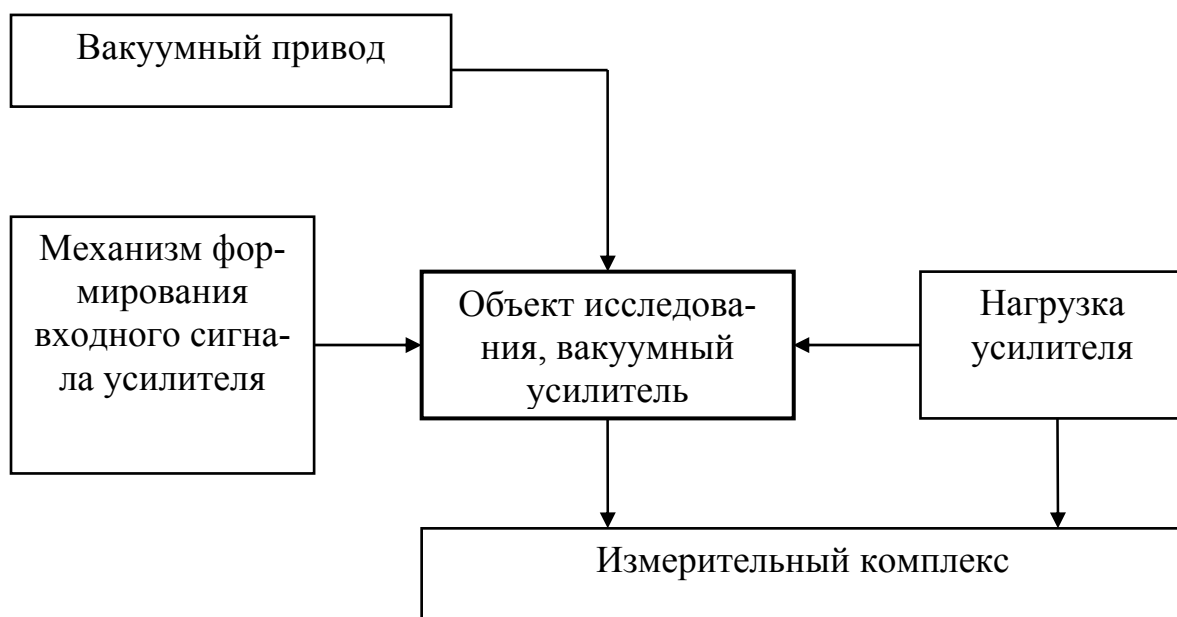 Вакуумный привод
Механизм фор-
мирования
входного сигна-
ла усилителя
Объект исследова-
ния, вакуумный
усилитель
Нагрузка
усилителя
Измерительный комплекс